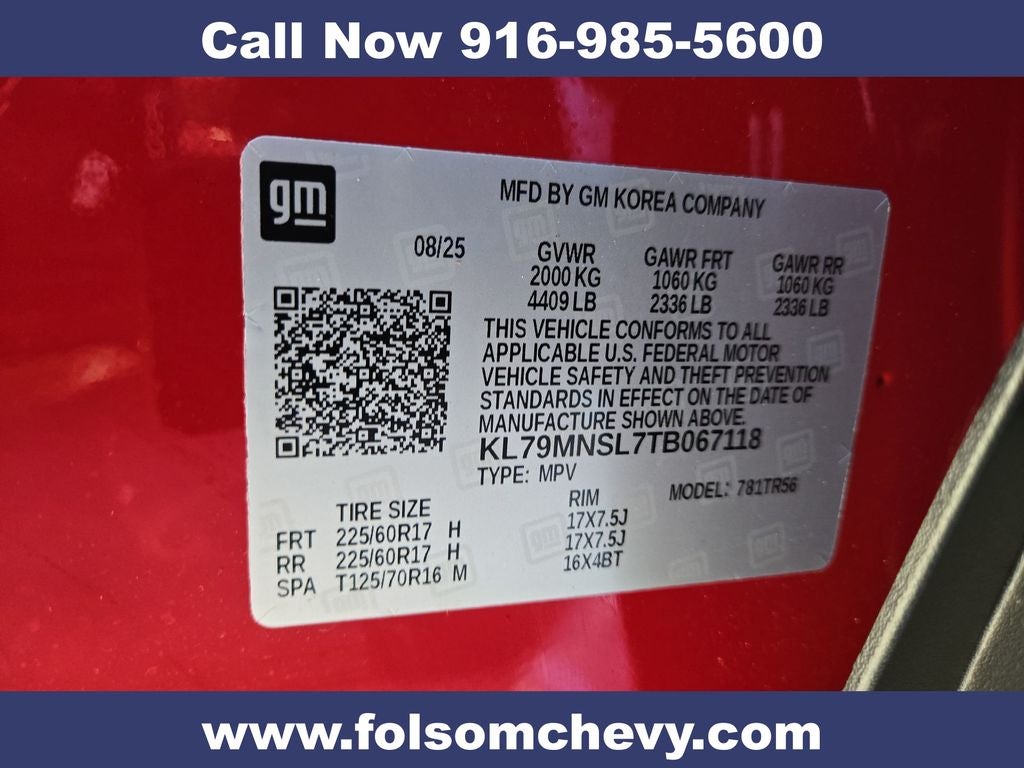 Call Now 916-985-5600
gm
MFD BY GM KOREA COMPANY
08/25
GVWR GAWR FRT GAWR RR
2000 KG 1060 KG 1060 KG
4409 LB 2336 LB 2336 LB
THIS VEHICLE CONFORMS TO ALL
APPLICABLE U.S. FEDERAL MOTOR
VEHICLE SAFETY AND THEFT PREVENTION
STANDARDS IN EFFECT ON THE DATE OF
MANUFACTURE SHOWN ABOVE.
KL79MNSL7TB067118
TYPE: MPV MODEL: 781TR56
TIRE SIZE RIM
FRT 225/60R17 H 17X7.5J
RR 225/60R17 H 17X7.5J
SPA T125/70R16 M 16X4BT
www.folsomchevy.com